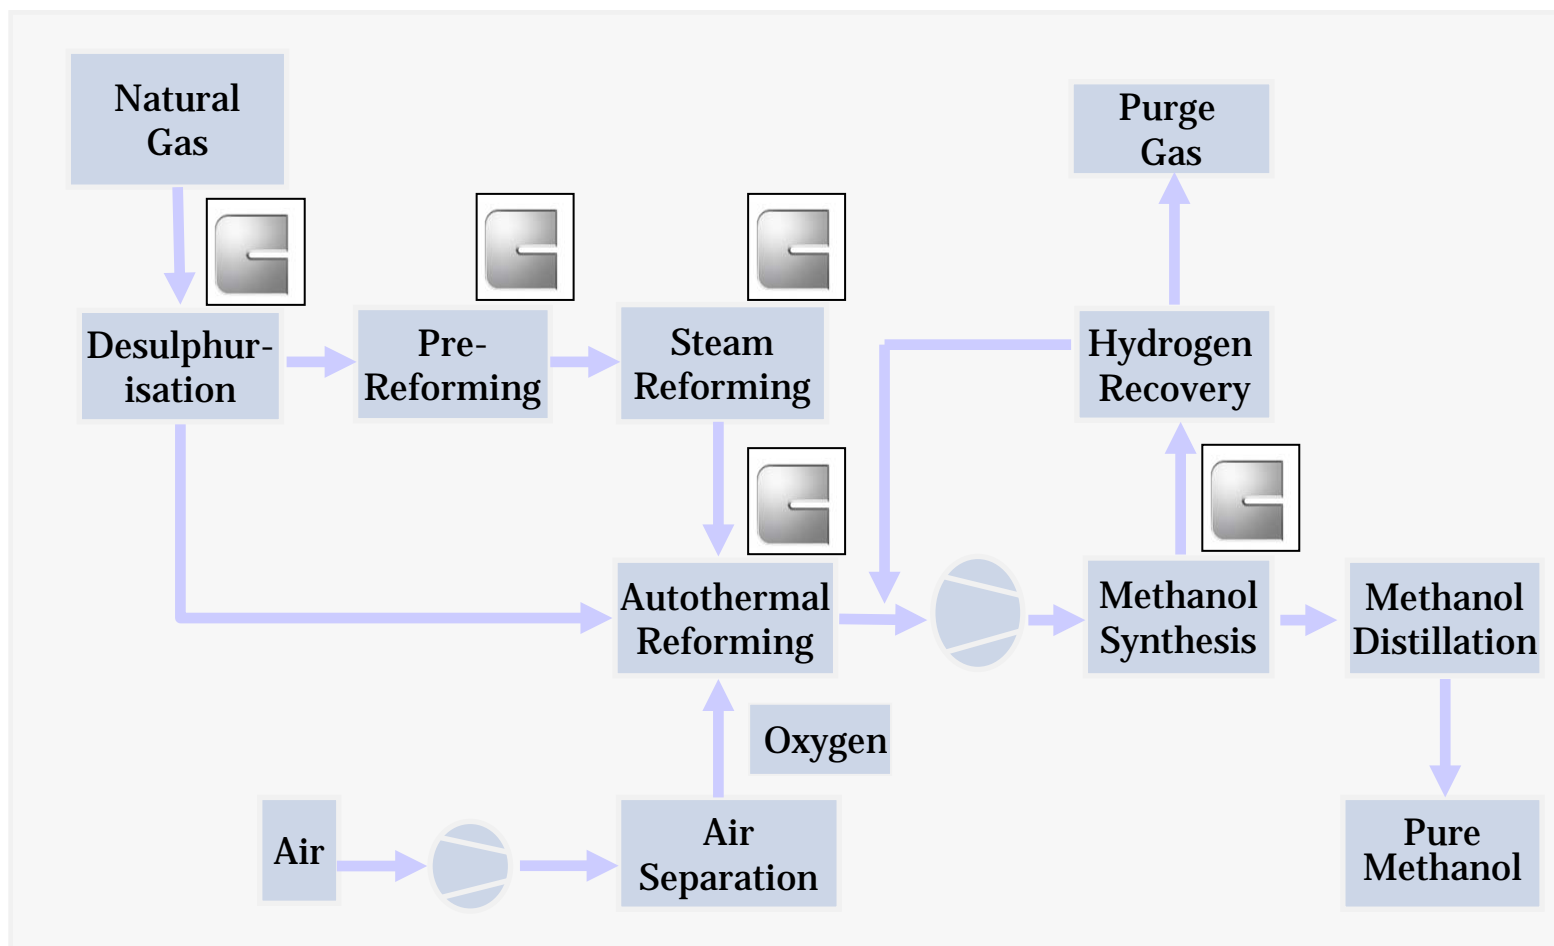 Natural
Gas
Purge
Gas
Desulphur-
isation
Pre-
Reforming
Steam
Reforming
Hydrogen
Recovery
Autothermal
Reforming
Methanol
Synthesis
Methanol
Distillation
Oxygen
Air
Air
Separation
Pure
Methanol